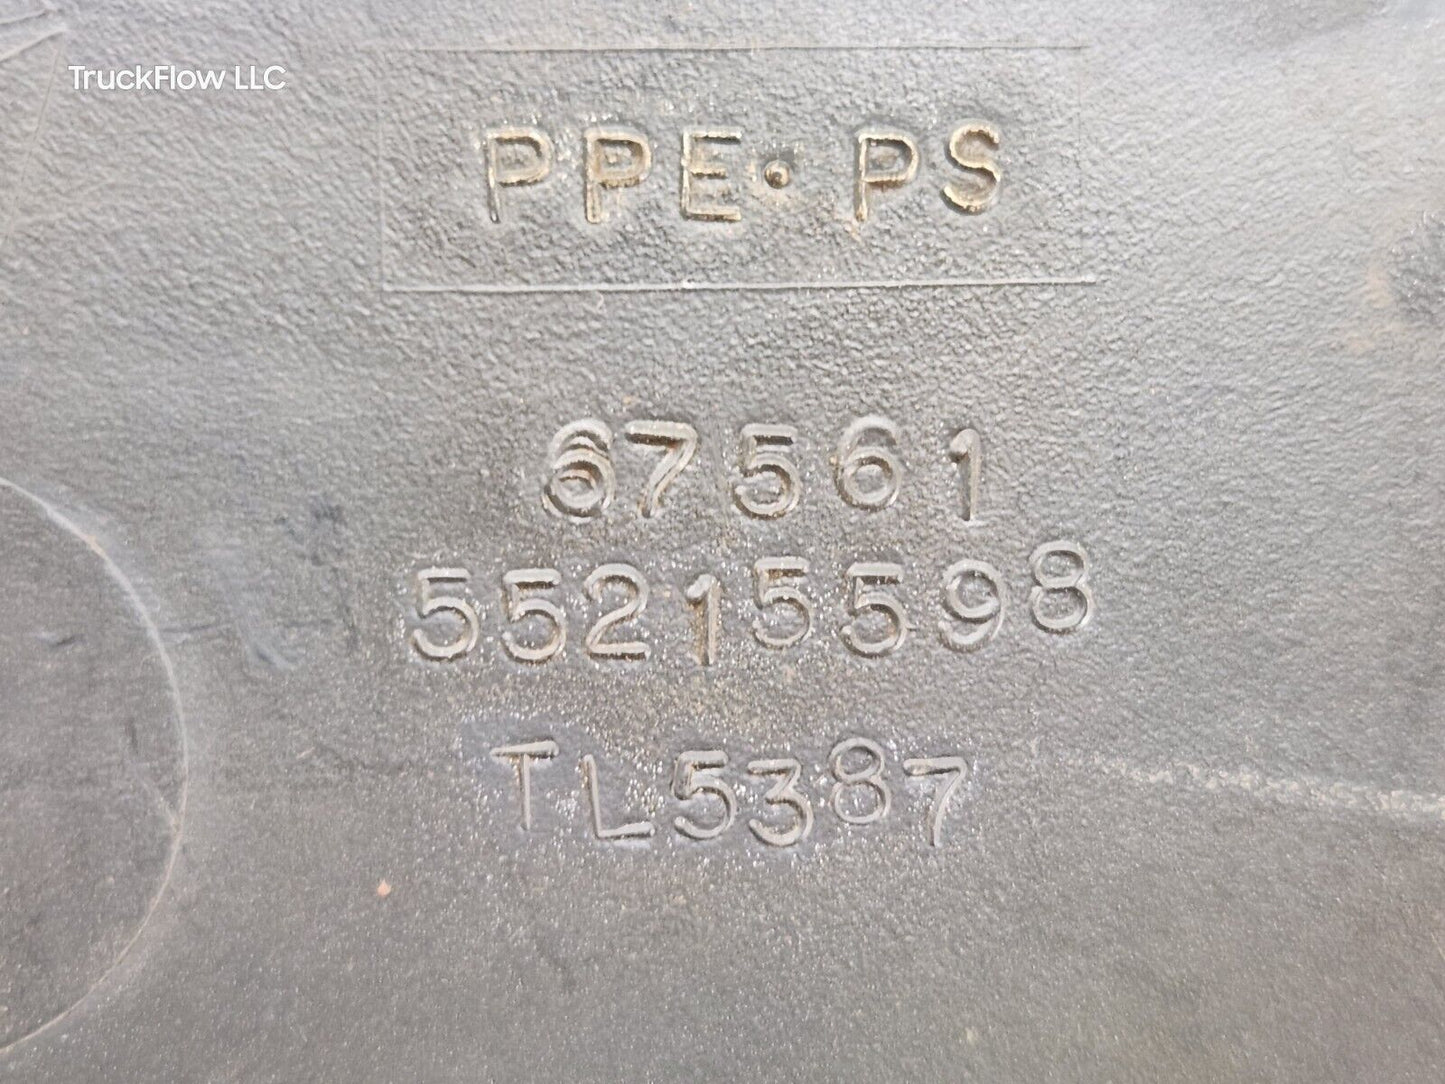 TruckFlow LLC
PPE·PS
67561
55215598
TL5387